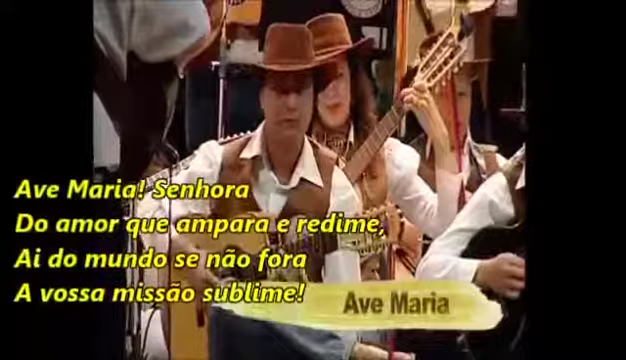 Ave Maria! Senhora
Do amor que ampara e redime,
Ai do mundo se não fora
A vossa missão sublime!
Ave Maria